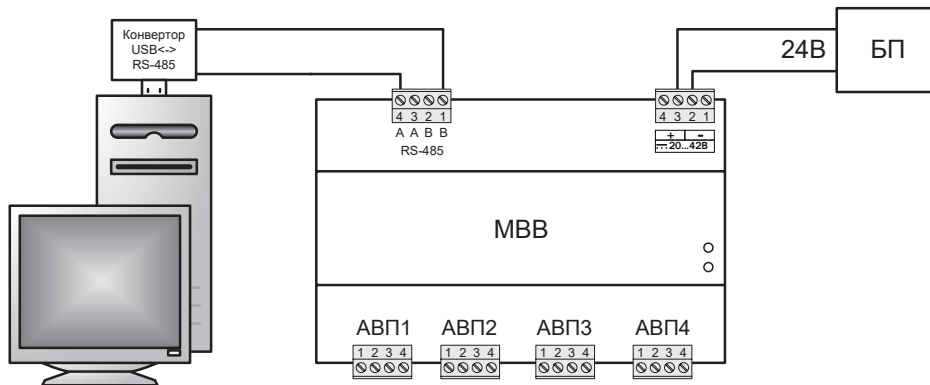 Конвертор
USB<->
RS-485
24В
БП
4 3 2 1
A A B B
RS-485
4 3 2 1
+ -
20...42В
МВВ
АВП1 АВП2 АВП3 АВП4
1 2 3 4
1 2 3 4
1 2 3 4
1 2 3 4